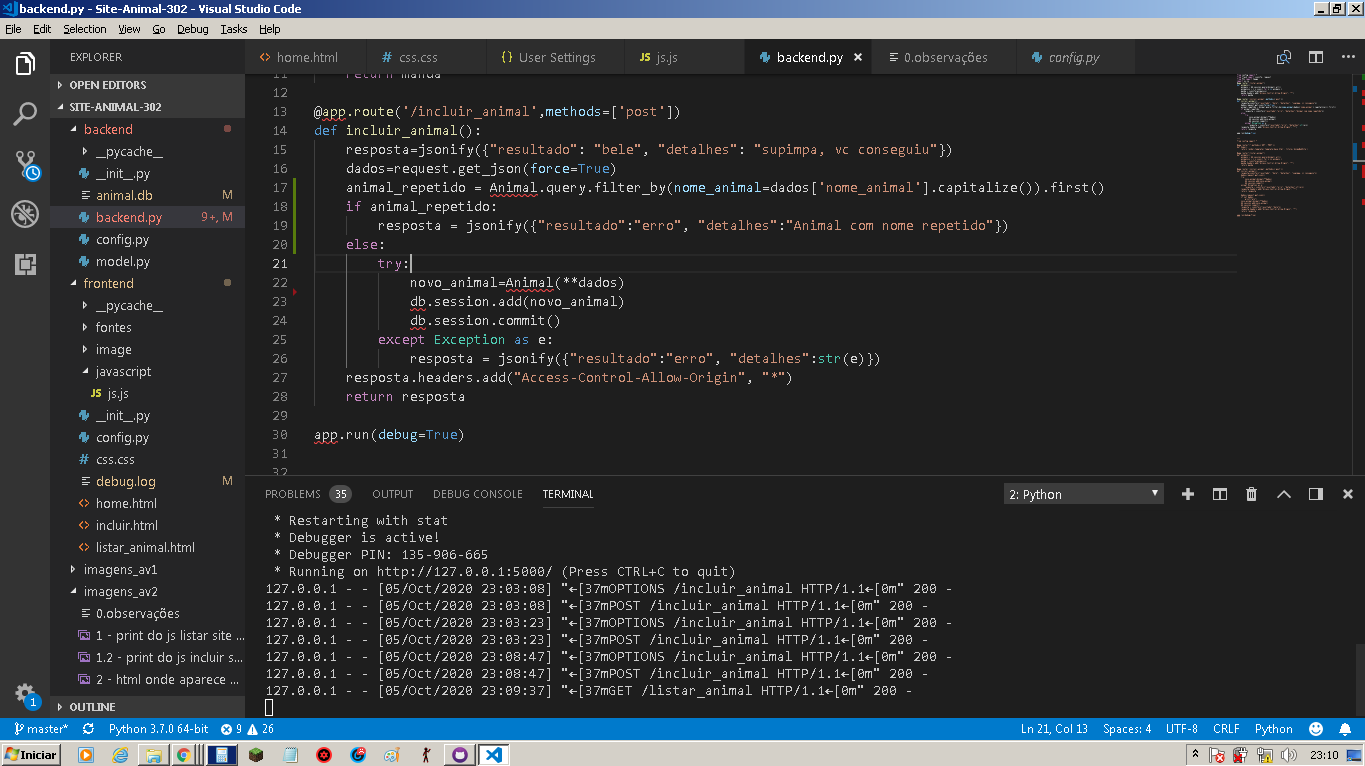 backend.py - Site-Animal-302 - Visual Studio Code
File Edit Selection View Go Debug Tasks Help
EXPLORER
OPEN EDITORS
SITE-ANIMAL-302
backend
__pycache__
__init__.py
animal.db M
backend.py 9+, M
config.py
model.py
frontend
__pycache__
fontes
image
javascript
JS js.js
__init__.py
config.py
# css.css
debug.log M
<> home.html
<> incluir.html
<> listar_animal.html
imagens_av1
imagens_av2
0.observações
1 - print do js listar site ...
1.2 - print do js incluir s...
2 - html onde aparece ...
OUTLINE
1
<> home.html # css.css {} User Settings JS js.js backend.py × 0.observações config.py
11 return manda
12
13 @app.route('/incluir_animal',methods=['post'])
14 def incluir_animal():
15 resposta=jsonify({"resultado": "bele", "detalhes": "supimpa, vc conseguiu"})
16 dados=request.get_json(force=True)
17 animal_repetido = Animal.query.filter_by(nome_animal=dados['nome_animal'].capitalize()).first()
18 if animal_repetido:
19 resposta = jsonify({"resultado":"erro", "detalhes":"Animal com nome repetido"})
20 else:
21 try:
22 novo_animal=Animal(**dados)
23 db.session.add(novo_animal)
24 db.session.commit()
25 except Exception as e:
26 resposta = jsonify({"resultado":"erro", "detalhes":str(e)})
27 resposta.headers.add("Access-Control-Allow-Origin", "*")
28 return resposta
29
30 app.run(debug=True)
31
32
PROBLEMS 35 OUTPUT DEBUG CONSOLE TERMINAL 2: Python
* Restarting with stat
* Debugger is active!
* Debugger PIN: 135-906-665
* Running on http://127.0.0.1:5000/ (Press CTRL+C to quit)
127.0.0.1 - - [05/Oct/2020 23:03:08] "←[37mOPTIONS /incluir_animal HTTP/1.1←[0m" 200 -
127.0.0.1 - - [05/Oct/2020 23:03:08] "←[37mPOST /incluir_animal HTTP/1.1←[0m" 200 -
127.0.0.1 - - [05/Oct/2020 23:03:23] "←[37mOPTIONS /incluir_animal HTTP/1.1←[0m" 200 -
127.0.0.1 - - [05/Oct/2020 23:03:23] "←[37mPOST /incluir_animal HTTP/1.1←[0m" 200 -
127.0.0.1 - - [05/Oct/2020 23:08:47] "←[37mOPTIONS /incluir_animal HTTP/1.1←[0m" 200 -
127.0.0.1 - - [05/Oct/2020 23:08:47] "←[37mPOST /incluir_animal HTTP/1.1←[0m" 200 -
127.0.0.1 - - [05/Oct/2020 23:09:37] "←[37mGET /listar_animal HTTP/1.1←[0m" 200 -
master* Python 3.7.0 64-bit 9 26 Ln 21, Col 13 Spaces: 4 UTF-8 CRLF Python
Iniciar 23:10